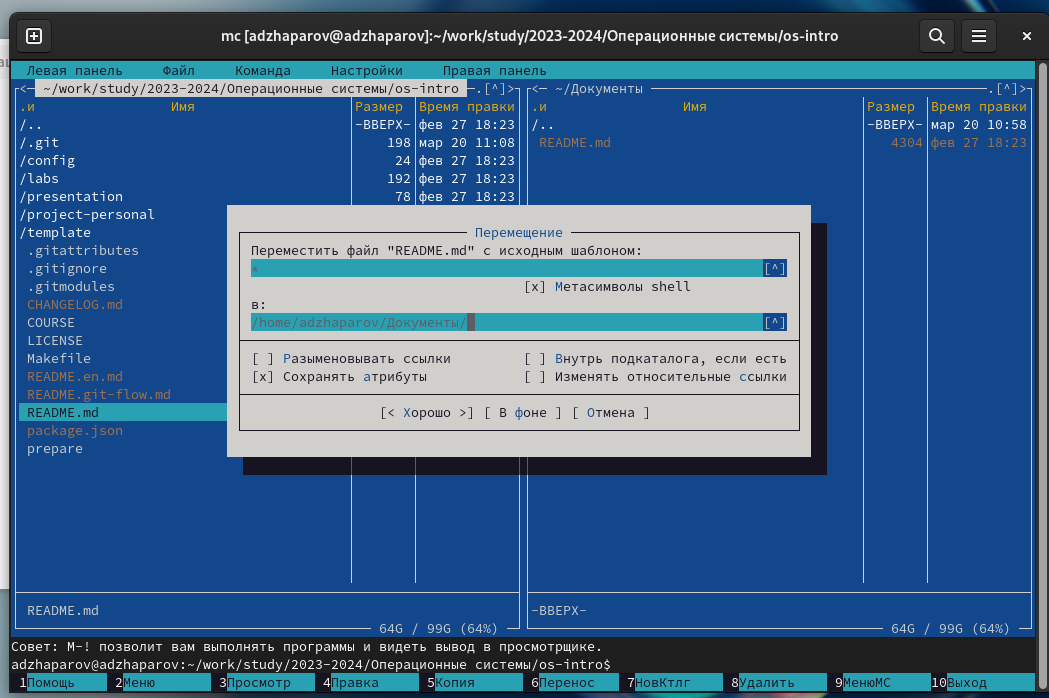 mc [adzhaparov@adzhaparov]:~/work/study/2023-2024/Операционные системы/os-intro
Левая панель Файл Команда Настройки Правая панель
<─ ~/work/study/2023-2024/Операционные системы/os-intro ─.[^]> <─ ~/Документы ─.[^]>
.и Имя Размер Время правки .и Имя Размер Время правки
/.. -ВВЕРХ- фев 27 18:23 /.. -ВВЕРХ- мар 20 10:58
/.git 198 мар 20 11:08 README.md 4304 фев 27 18:23
/config 24 фев 27 18:23
/labs 192 фев 27 18:23
/presentation 78 фев 27 18:23
/project-personal
/template
.gitattributes
.gitignore
.gitmodules
CHANGELOG.md
COURSE
LICENSE
Makefile
README.en.md
README.git-flow.md
README.md
package.json
prepare
Перемещение
Переместить файл "README.md" с исходным шаблоном:
* [^]
[x] Метасимволы shell
в:
/home/adzhaparov/Документы/ [^]
[ ] Разыменовывать ссылки [ ] Внутрь подкаталога, если есть
[x] Сохранять атрибуты [ ] Изменять относительные ссылки
[< Хорошо >] [ В фоне ] [ Отмена ]
README.md -ВВЕРХ-
64G / 99G (64%) 64G / 99G (64%)
Совет: M-! позволит вам выполнять программы и видеть вывод в просмотрщике.
adzhaparov@adzhaparov:~/work/study/2023-2024/Операционные системы/os-intro$
1Помощь 2Меню 3Просмотр 4Правка 5Копия 6Перенос 7НовКтлг 8Удалить 9МенюMC 10Выход